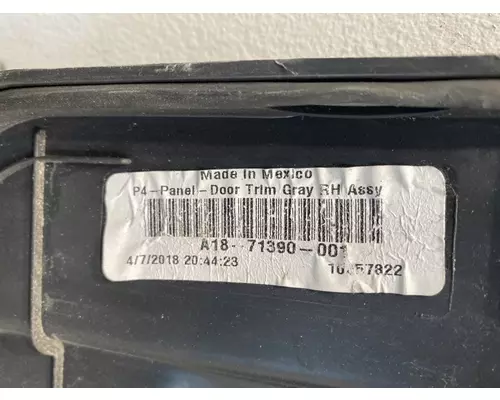 Made In Mexico
P4-Panel-Door Trim Gray RH Assy
A18-71390-001
4/7/2018 20:44:23